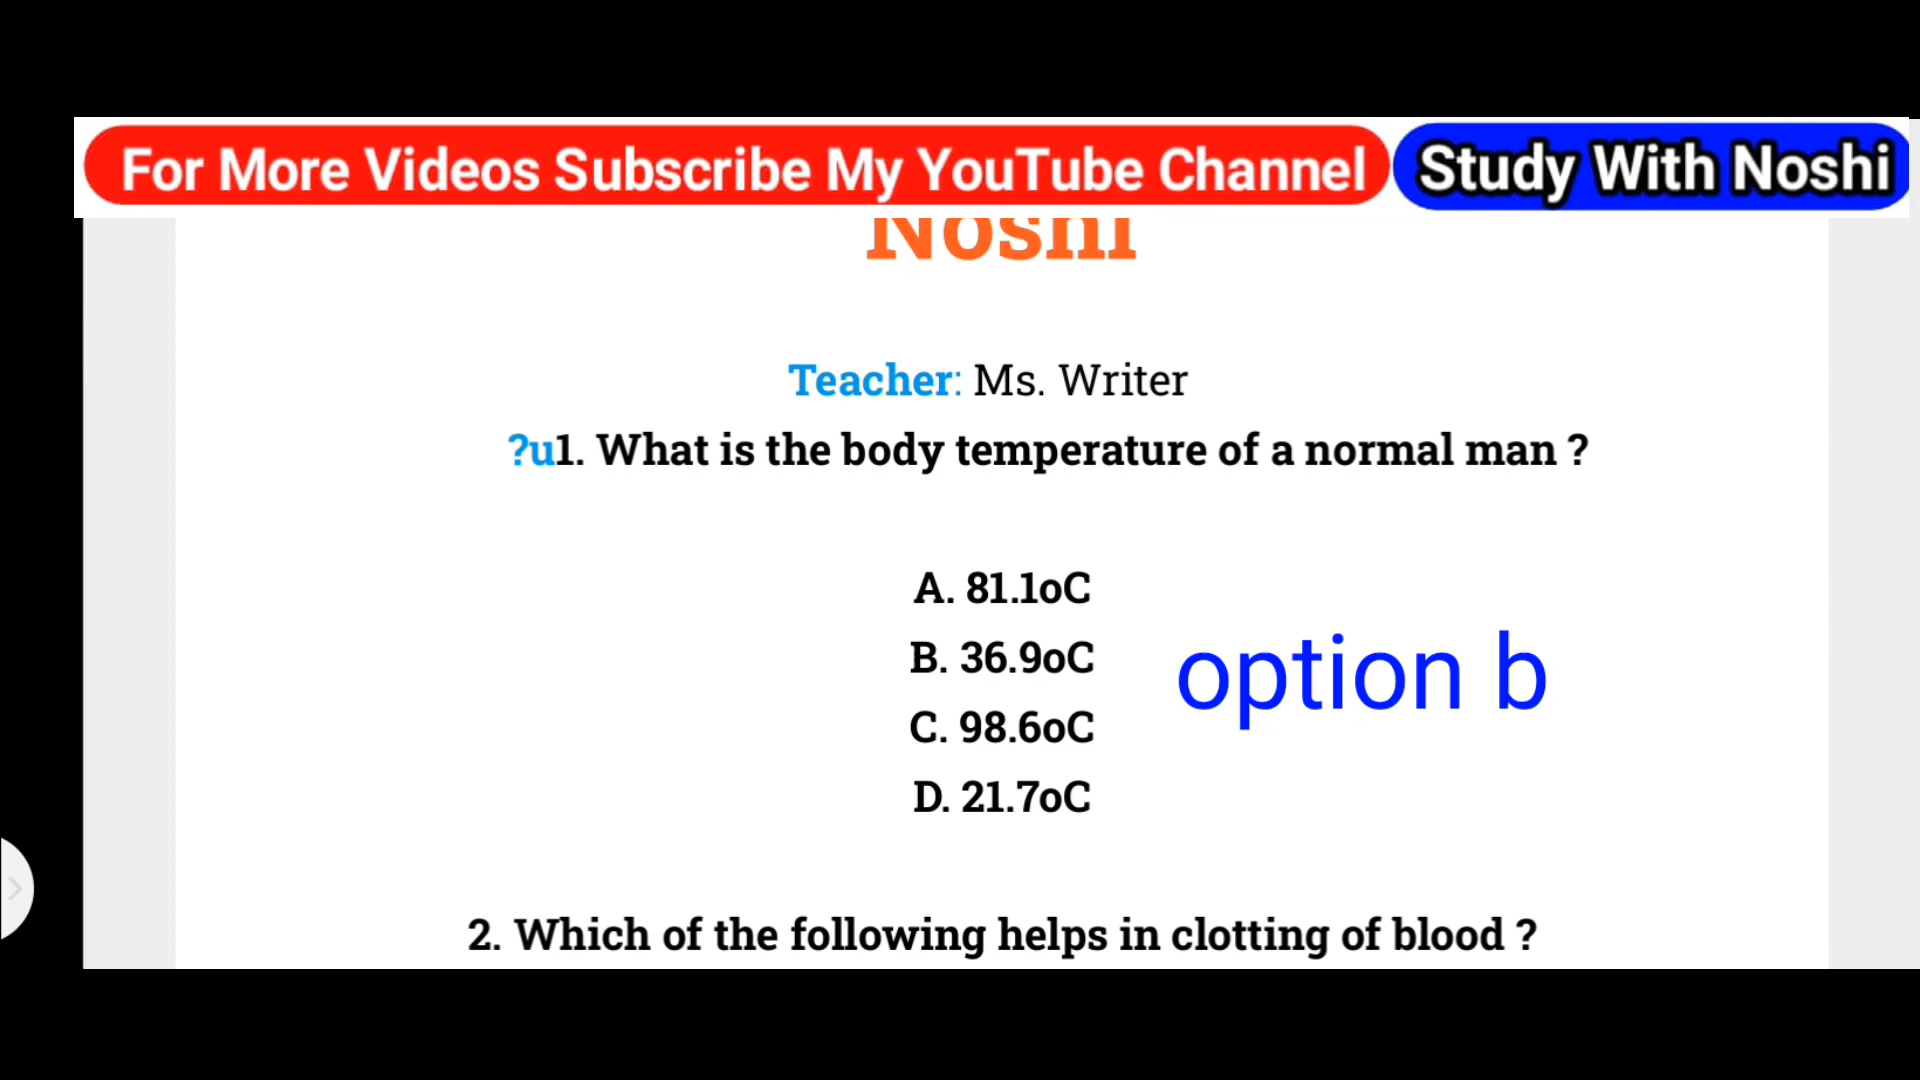 For More Videos Subscribe My YouTube Channel Study With Noshi
Noshi
Teacher: Ms. Writer
?u1. What is the body temperature of a normal man ?
A. 81.1oC
B. 36.9oC
option b
C. 98.6oC
D. 21.7oC
2. Which of the following helps in clotting of blood ?